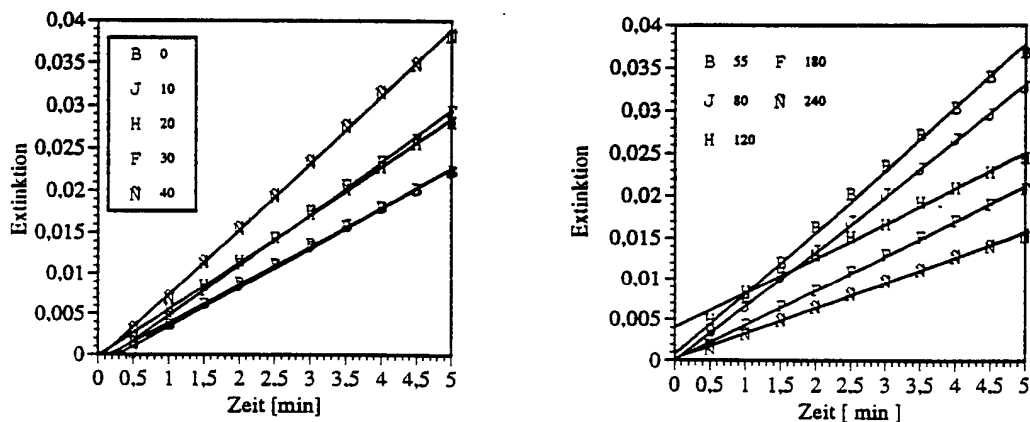 0,04
0,035
0,03
0,025
0,02
0,015
0,01
0,005
0
Extinktion
B 0
J 10
H 20
F 30
Ñ 40
0 0,5 1 1,5 2 2,5 3 3,5 4 4,5 5
Zeit [min]
0,04
0,035
0,03
0,025
0,02
0,015
0,01
0,005
0
Extinktion
B 55 F 180
J 80 Ñ 240
H 120
0 0,5 1 1,5 2 2,5 3 3,5 4 4,5 5
Zeit [ min ]